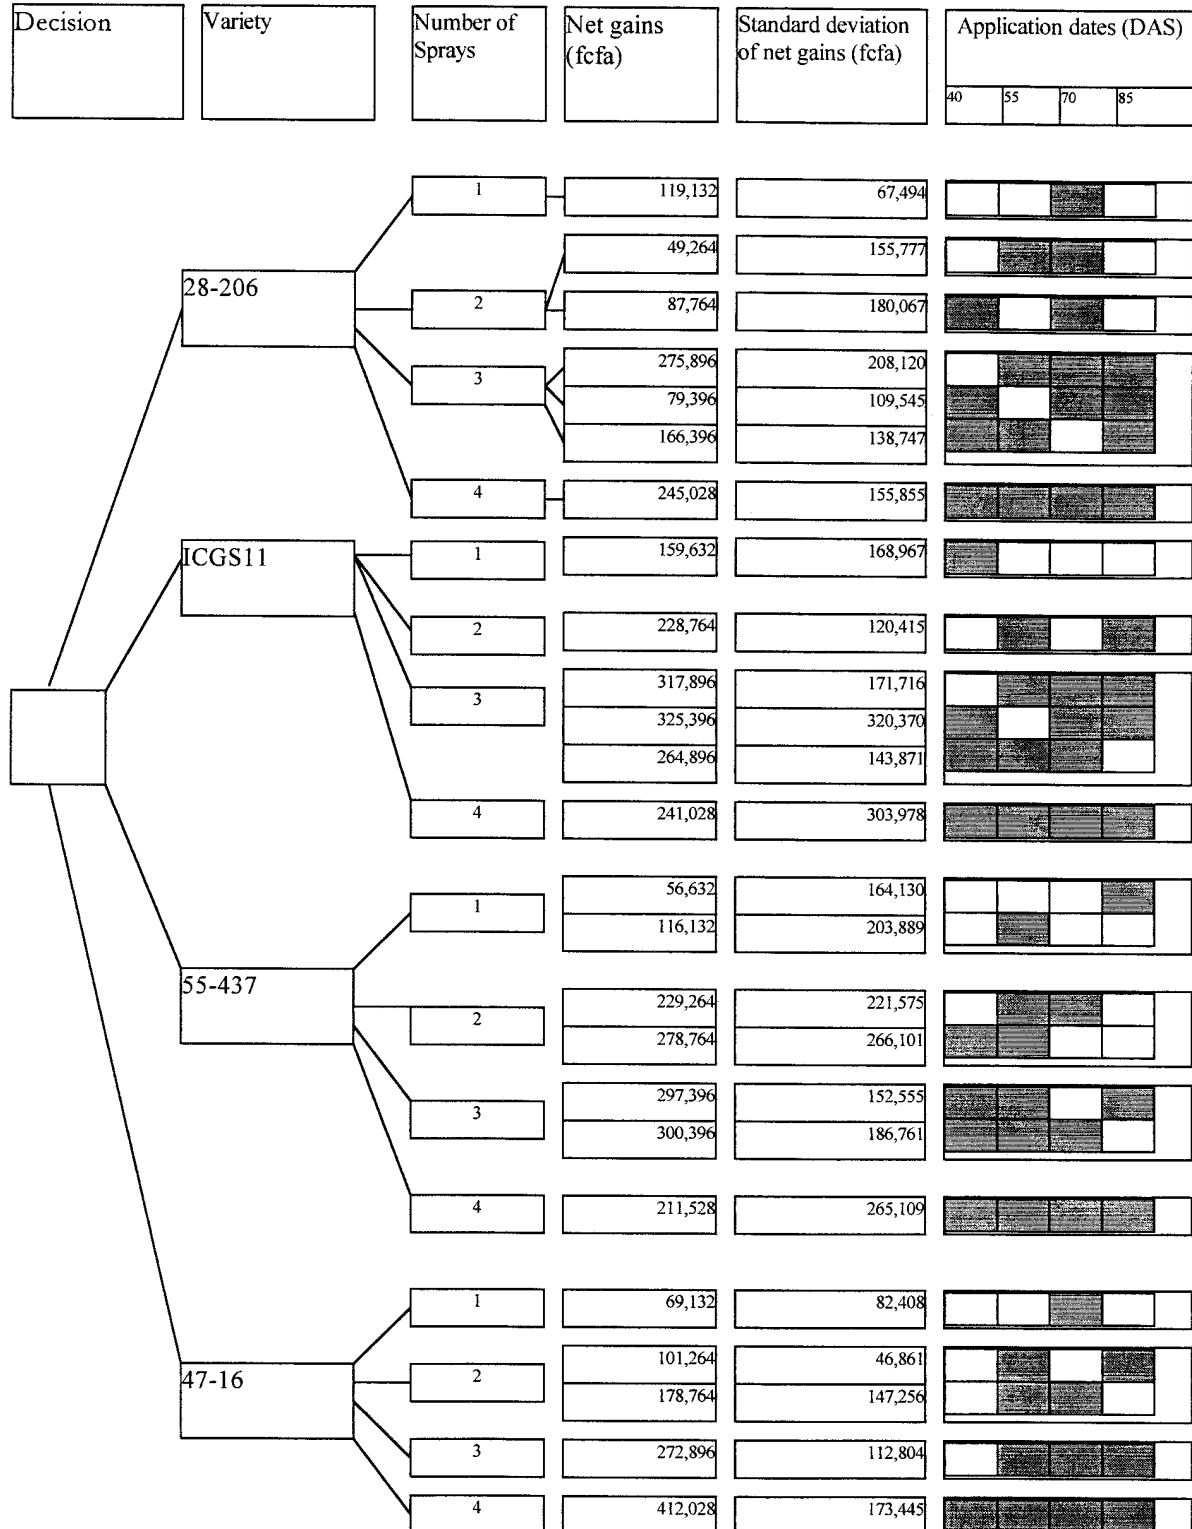 Decision
Variety
Number of
Sprays
Net gains
(fcfa)
Standard deviation
of net gains (fcfa)
Application dates (DAS)
40 55 70 85
1 119,132 67,494
49,264 155,777
28-206
2 87,764 180,067
275,896 208,120
3
79,396 109,545
166,396 138,747
4 245,028 155,855
ICGS11
1 159,632 168,967
2 228,764 120,415
317,896 171,716
3
325,396 320,370
264,896 143,871
4 241,028 303,978
56,632 164,130
1
116,132 203,889
55-437
229,264 221,575
2
278,764 266,101
297,396 152,555
3
300,396 186,761
4 211,528 265,109
1 69,132 82,408
101,264 46,861
47-16
2
178,764 147,256
3 272,896 112,804
4 412,028 173,445